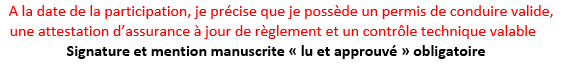 A la date de la participation, je précise que je possède un permis de conduire valide,
une attestation d'assurance à jour de règlement et un contrôle technique valable
Signature et mention manuscrite « lu et approuvé » obligatoire